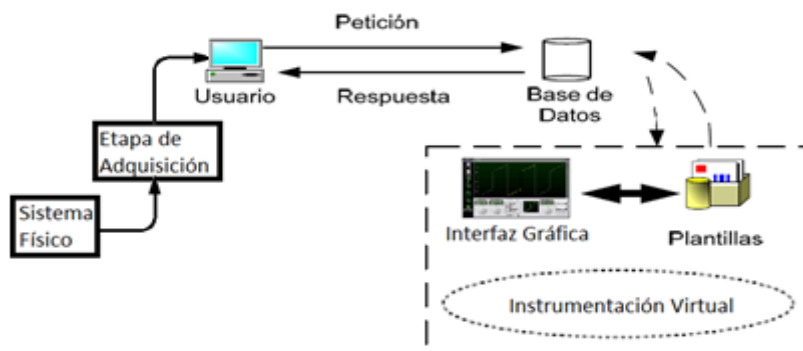 Petición
Usuario
Respuesta
Base de
Datos
Etapa de
Adquisición
Sistema
Físico
Interfaz Gráfica
Plantillas
Instrumentación Virtual